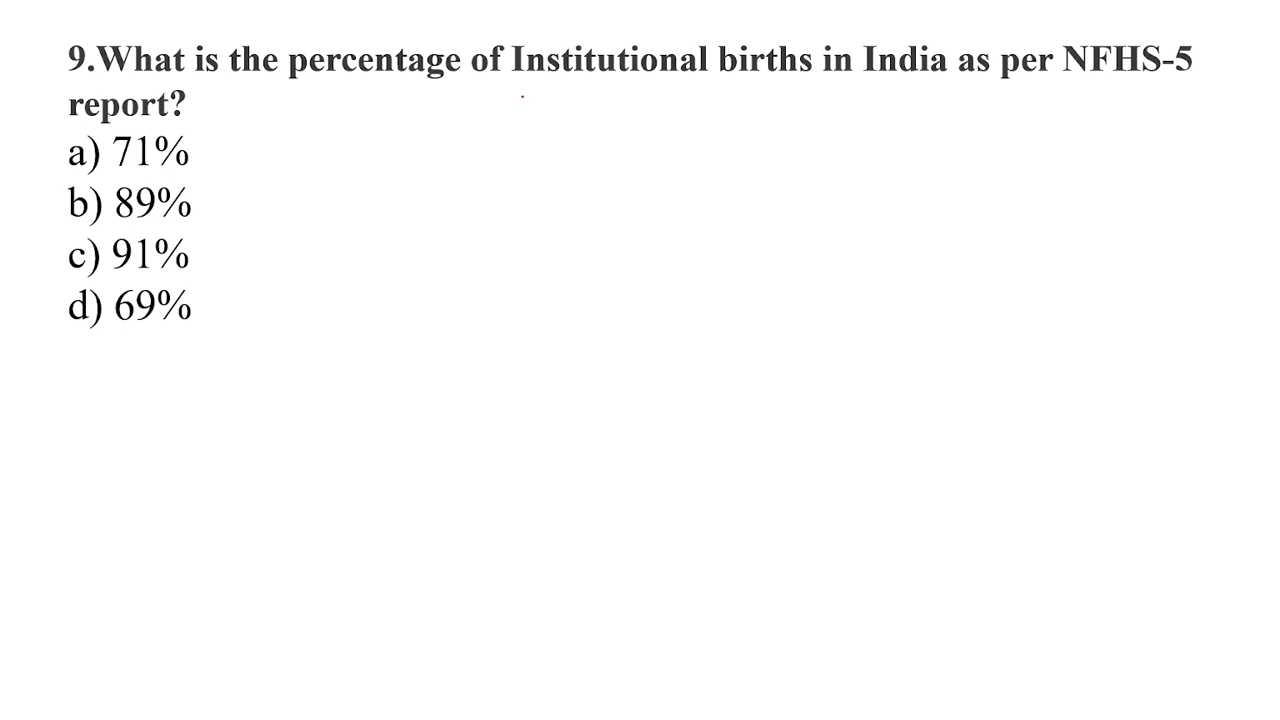 9.What is the percentage of Institutional births in India as per NFHS-5
report?
a) 71%
b) 89%
c) 91%
d) 69%